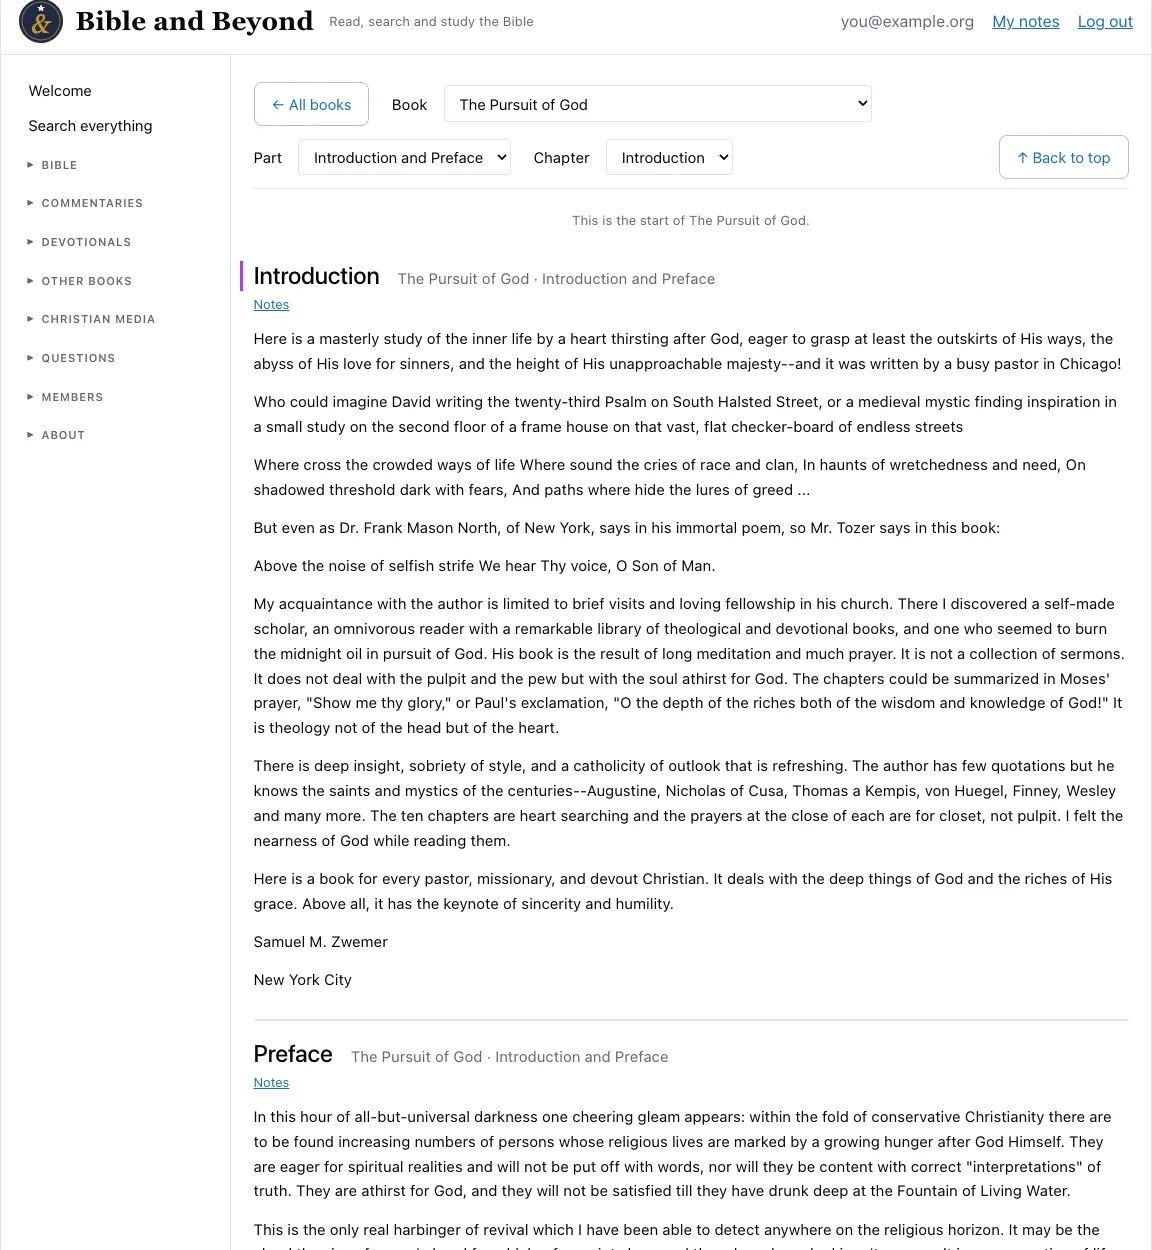 & Bible and Beyond Read, search and study the Bible you@example.org My notes Log out
Welcome
Search everything
BIBLE
COMMENTARIES
DEVOTIONALS
OTHER BOOKS
CHRISTIAN MEDIA
QUESTIONS
MEMBERS
ABOUT
← All books Book The Pursuit of God
Part Introduction and Preface Chapter Introduction ↑ Back to top
This is the start of The Pursuit of God.
Introduction The Pursuit of God · Introduction and Preface
Notes
Here is a masterly study of the inner life by a heart thirsting after God, eager to grasp at least the outskirts of His ways, the
abyss of His love for sinners, and the height of His unapproachable majesty--and it was written by a busy pastor in Chicago!
Who could imagine David writing the twenty-third Psalm on South Halsted Street, or a medieval mystic finding inspiration in
a small study on the second floor of a frame house on that vast, flat checker-board of endless streets
Where cross the crowded ways of life Where sound the cries of race and clan, In haunts of wretchedness and need, On
shadowed threshold dark with fears, And paths where hide the lures of greed ...
But even as Dr. Frank Mason North, of New York, says in his immortal poem, so Mr. Tozer says in this book:
Above the noise of selfish strife We hear Thy voice, O Son of Man.
My acquaintance with the author is limited to brief visits and loving fellowship in his church. There I discovered a self-made
scholar, an omnivorous reader with a remarkable library of theological and devotional books, and one who seemed to burn
the midnight oil in pursuit of God. His book is the result of long meditation and much prayer. It is not a collection of sermons.
It does not deal with the pulpit and the pew but with the soul athirst for God. The chapters could be summarized in Moses'
prayer, "Show me thy glory," or Paul's exclamation, "O the depth of the riches both of the wisdom and knowledge of God!" It
is theology not of the head but of the heart.
There is deep insight, sobriety of style, and a catholicity of outlook that is refreshing. The author has few quotations but he
knows the saints and mystics of the centuries--Augustine, Nicholas of Cusa, Thomas a Kempis, von Huegel, Finney, Wesley
and many more. The ten chapters are heart searching and the prayers at the close of each are for closet, not pulpit. I felt the
nearness of God while reading them.
Here is a book for every pastor, missionary, and devout Christian. It deals with the deep things of God and the riches of His
grace. Above all, it has the keynote of sincerity and humility.
Samuel M. Zwemer
New York City
Preface The Pursuit of God · Introduction and Preface
Notes
In this hour of all-but-universal darkness one cheering gleam appears: within the fold of conservative Christianity there are
to be found increasing numbers of persons whose religious lives are marked by a growing hunger after God Himself. They
are eager for spiritual realities and will not be put off with words, nor will they be content with correct "interpretations" of
truth. They are athirst for God, and they will not be satisfied till they have drunk deep at the Fountain of Living Water.
This is the only real harbinger of revival which I have been able to detect anywhere on the religious horizon. It may be the